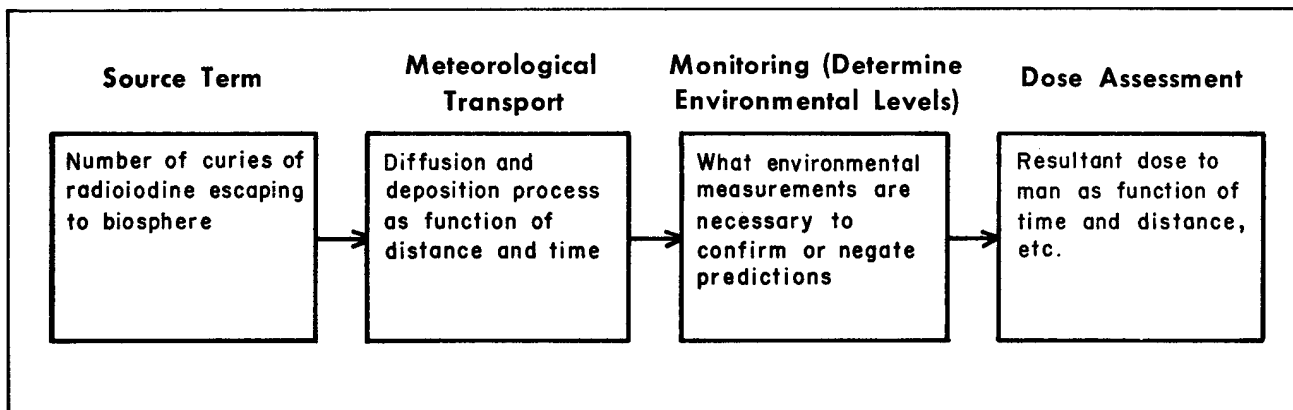 Source Term
Number of curies of
radioiodine escaping
to biosphere
Meteorological
Transport
Diffusion and
deposition process
as function of
distance and time
Monitoring (Determine
Environmental Levels)
What environmental
measurements are
necessary to
confirm or negate
predictions
Dose Assessment
Resultant dose to
man as function of
time and distance,
etc.